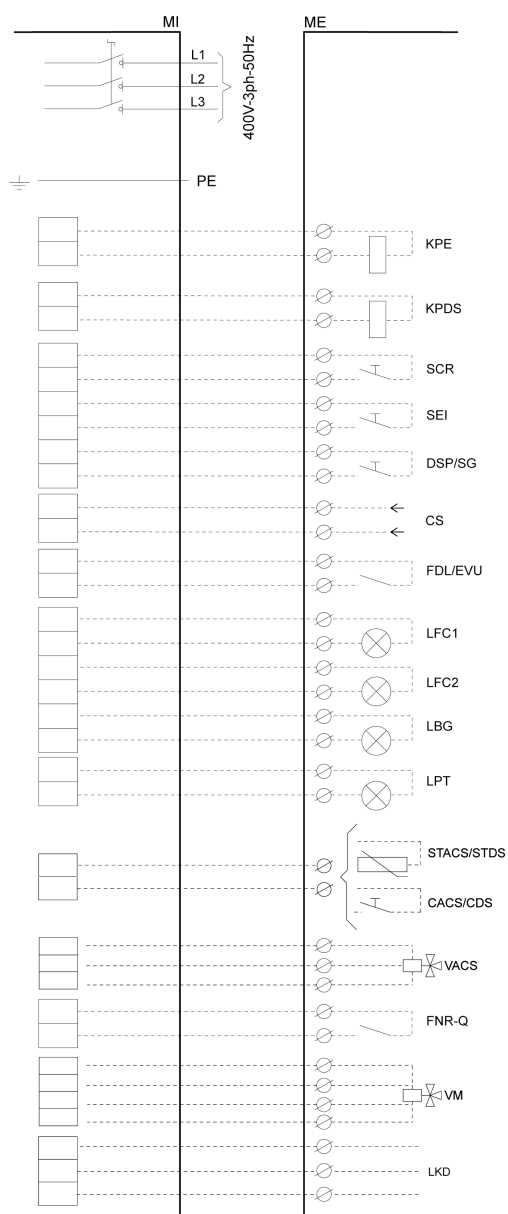 MI ME
L1
L2
L3
400V-3ph-50Hz
PE
KPE
KPDS
SCR
SEI
DSP/SG
CS
FDL/EVU
LFC1
LFC2
LBG
LPT
STACS/STDS
CACS/CDS
VACS
FNR-Q
VM
LKD